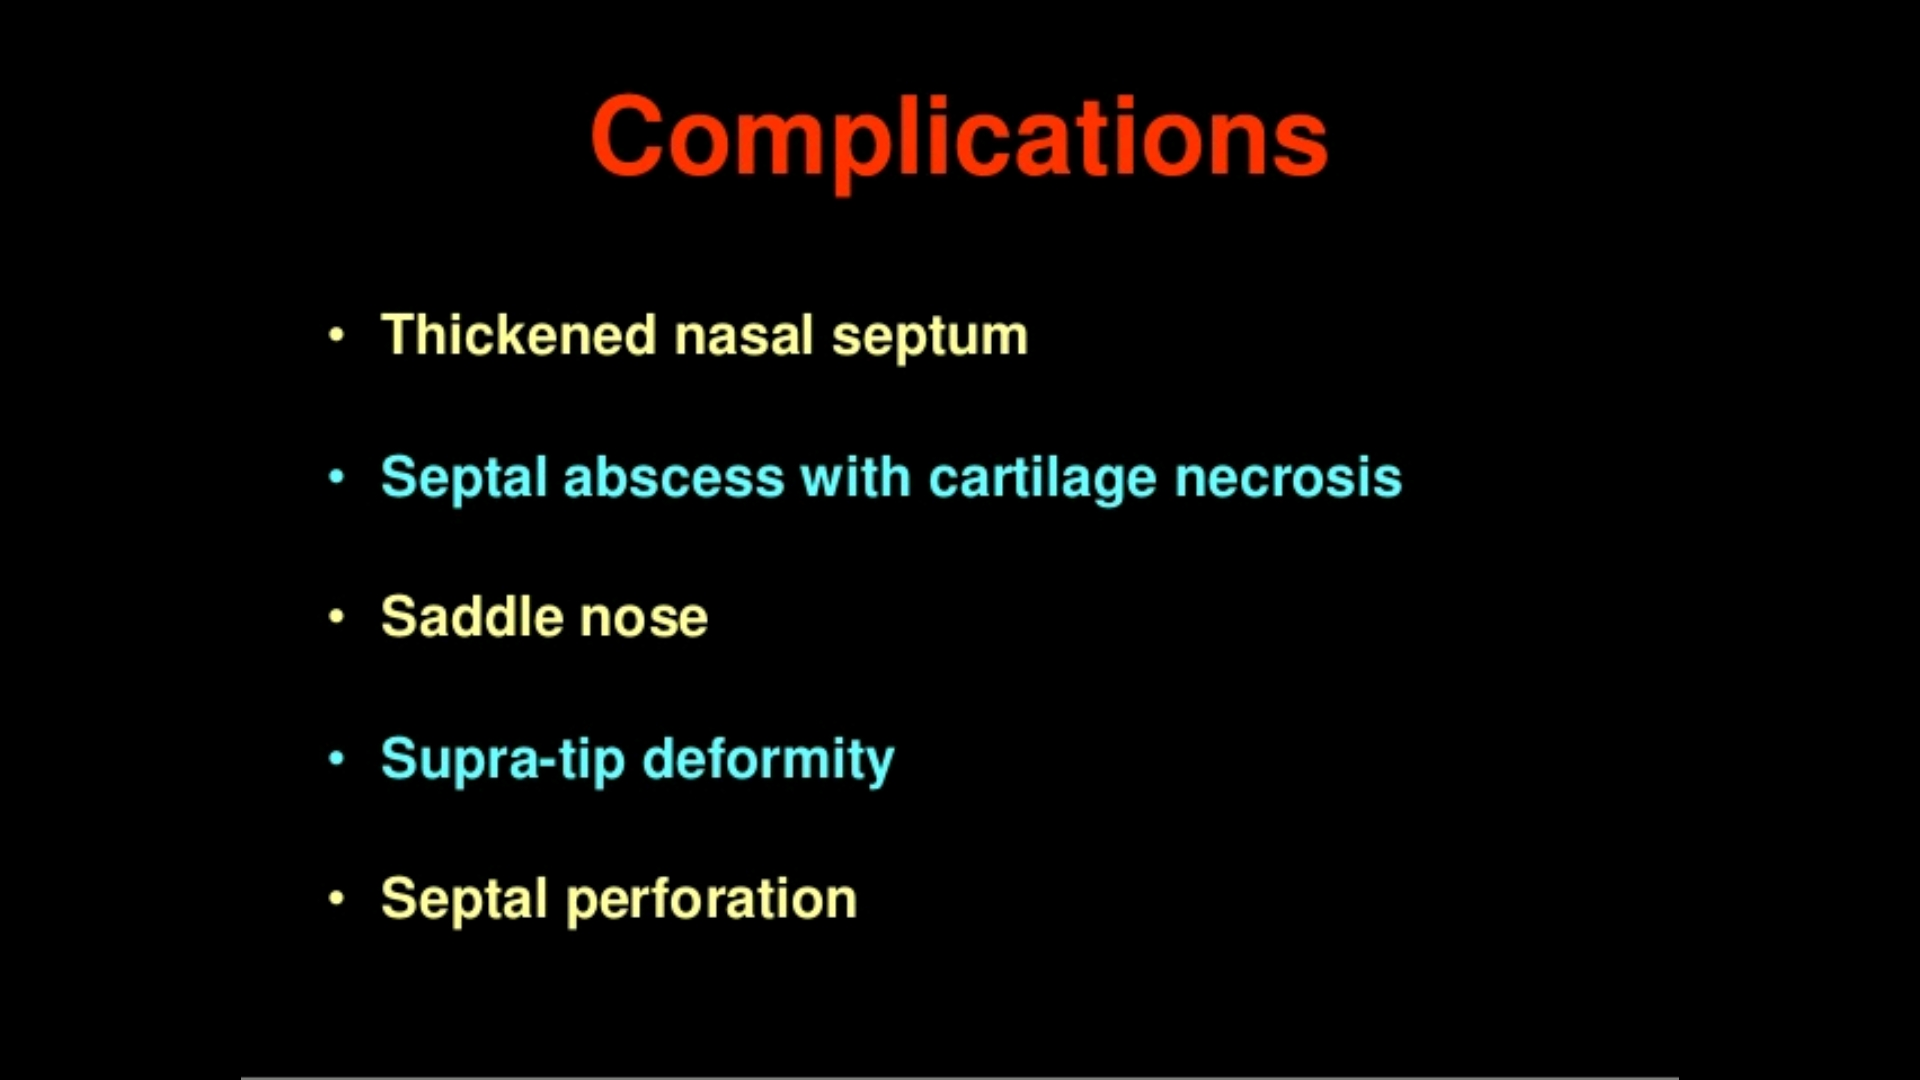 Complications
• Thickened nasal septum
• Septal abscess with cartilage necrosis
• Saddle nose
• Supra-tip deformity
• Septal perforation